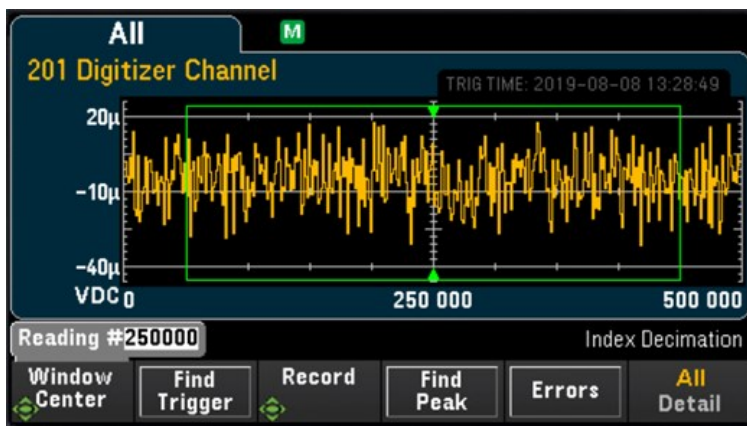 All
M
201 Digitizer Channel
TRIG TIME: 2019-08-08 13:28:49
20µ
-10µ
-40µ
VDC 0 250 000 500 000
Reading #250000 Index Decimation
Window Center
Find Trigger
Record
Find Peak
Errors
All Detail